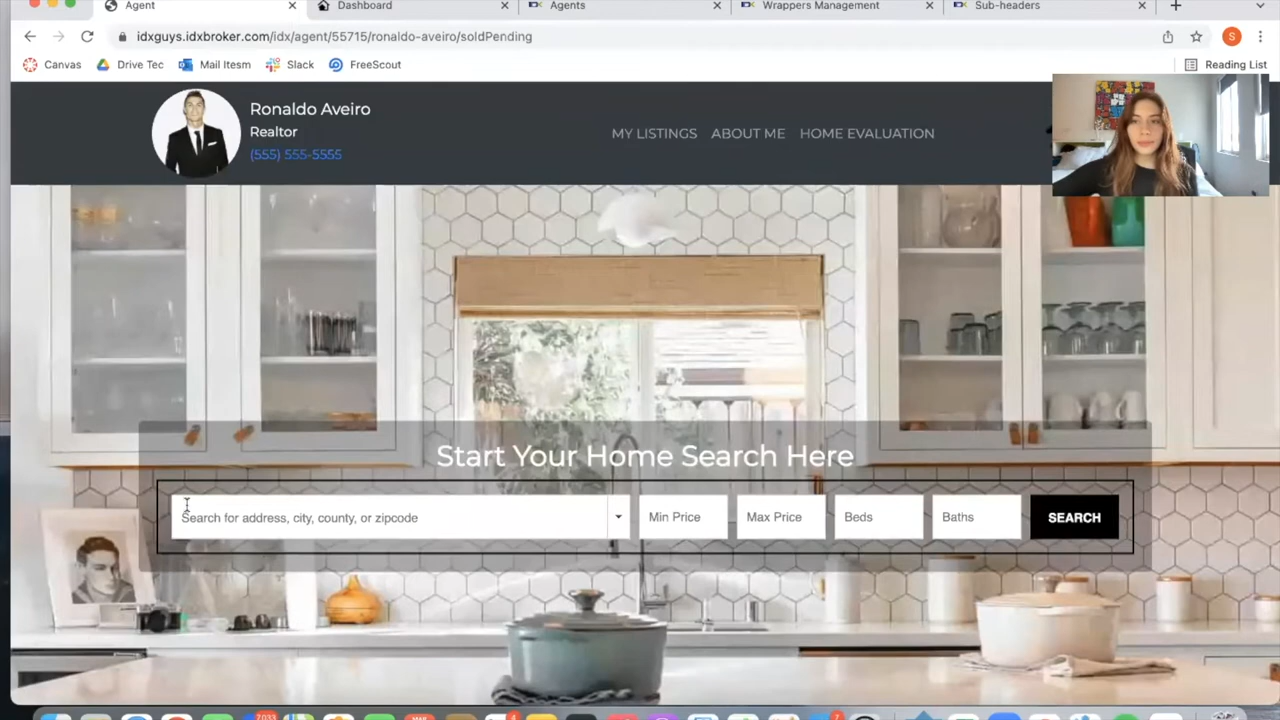 Agent
Dashboard
Agents
Wrappers Management
Sub-headers
idxguys.idxbroker.com/idx/agent/55715/ronaldo-aveiro/soldPending
S
Canvas
Drive Tec
Mail Itesm
Slack
FreeScout
Reading List
Ronaldo Aveiro
Realtor
(555) 555-5555
MY LISTINGS
ABOUT ME
HOME EVALUATION
Start Your Home Search Here
Search for address, city, county, or zipcode
Min Price
Max Price
Beds
Baths
SEARCH
7,033